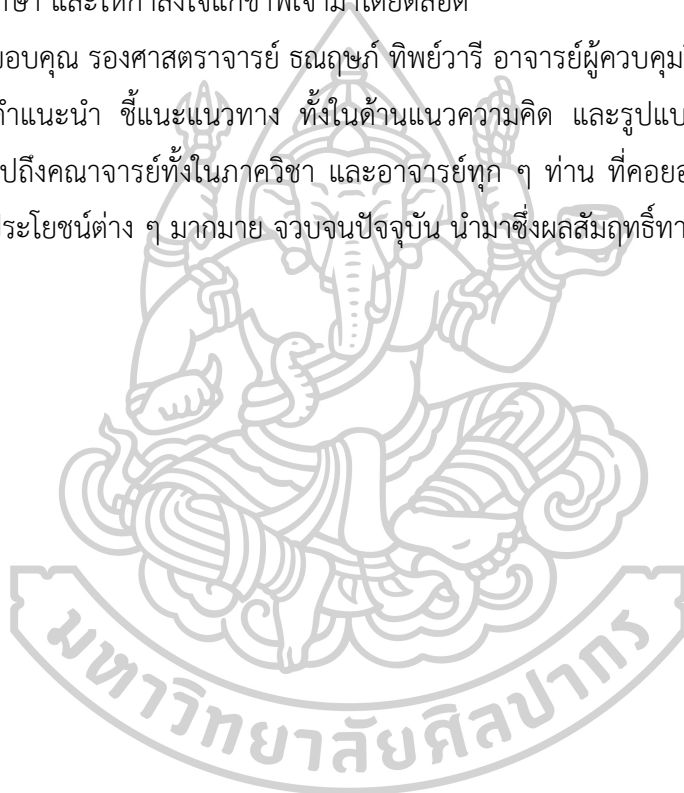 และให้กำลังใจแก่ข้าพเจ้ามาโดยตลอด
ขอบคุณ รองศาสตราจารย์ ธณฤษภ์ ทิพย์วารี อาจารย์ผู้ควบคุม
คำแนะนำ ชี้แนะแนวทาง ทั้งในด้านแนวความคิด และรูปแบ
ปถึงคณาจารย์ทั้งในภาควิชา และอาจารย์ทุก ๆ ท่าน ที่คอย
ประโยชน์ต่าง ๆ มากมาย จวบจนปัจจุบัน นำมาซึ่งผลสัมฤทธิ์ทา
มหาวิทยาลัยศิลปากร